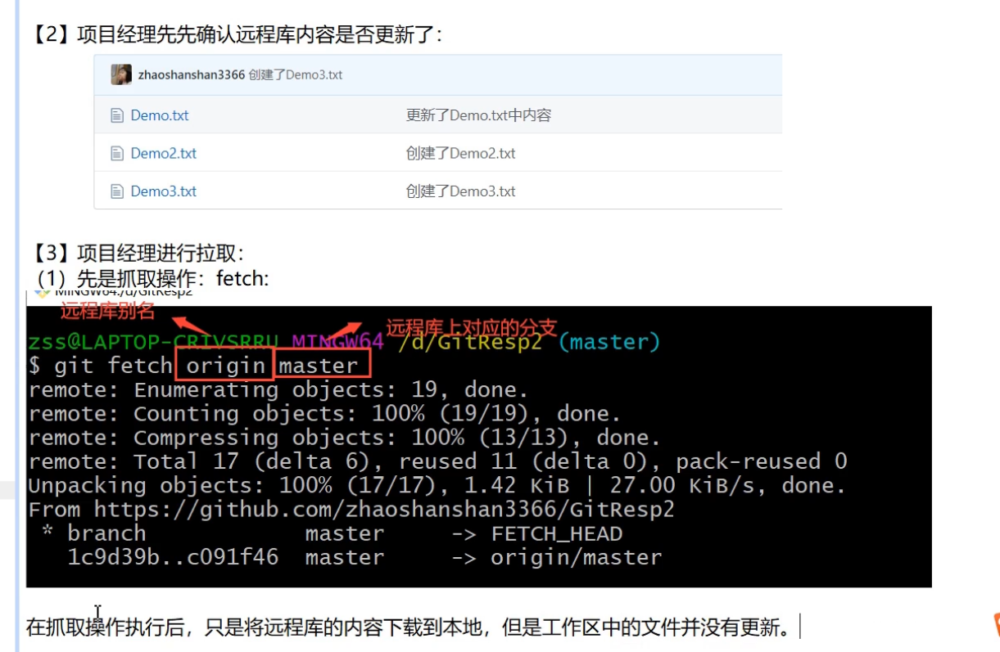 【2】项目经理先先确认远程库内容是否更新了：
zhaoshanshan3366 创建了Demo3.txt
Demo.txt 更新了Demo.txt中内容
Demo2.txt 创建了Demo2.txt
Demo3.txt 创建了Demo3.txt
【3】项目经理进行拉取：
（1）先是抓取操作：fetch:
MINGW64:/d/GitResp2
远程库别名
远程库上对应的分支
zss@LAPTOP-CRIVSRRU MINGW64 /d/GitResp2 (master)
$ git fetch origin master
remote: Enumerating objects: 19, done.
remote: Counting objects: 100% (19/19), done.
remote: Compressing objects: 100% (13/13), done.
remote: Total 17 (delta 6), reused 11 (delta 0), pack-reused 0
Unpacking objects: 100% (17/17), 1.42 KiB | 27.00 KiB/s, done.
From https://github.com/zhaoshanshan3366/GitResp2
 * branch            master     -> FETCH_HEAD
   1c9d39b..c091f46  master     -> origin/master
在抓取操作执行后，只是将远程库的内容下载到本地，但是工作区中的文件并没有更新。